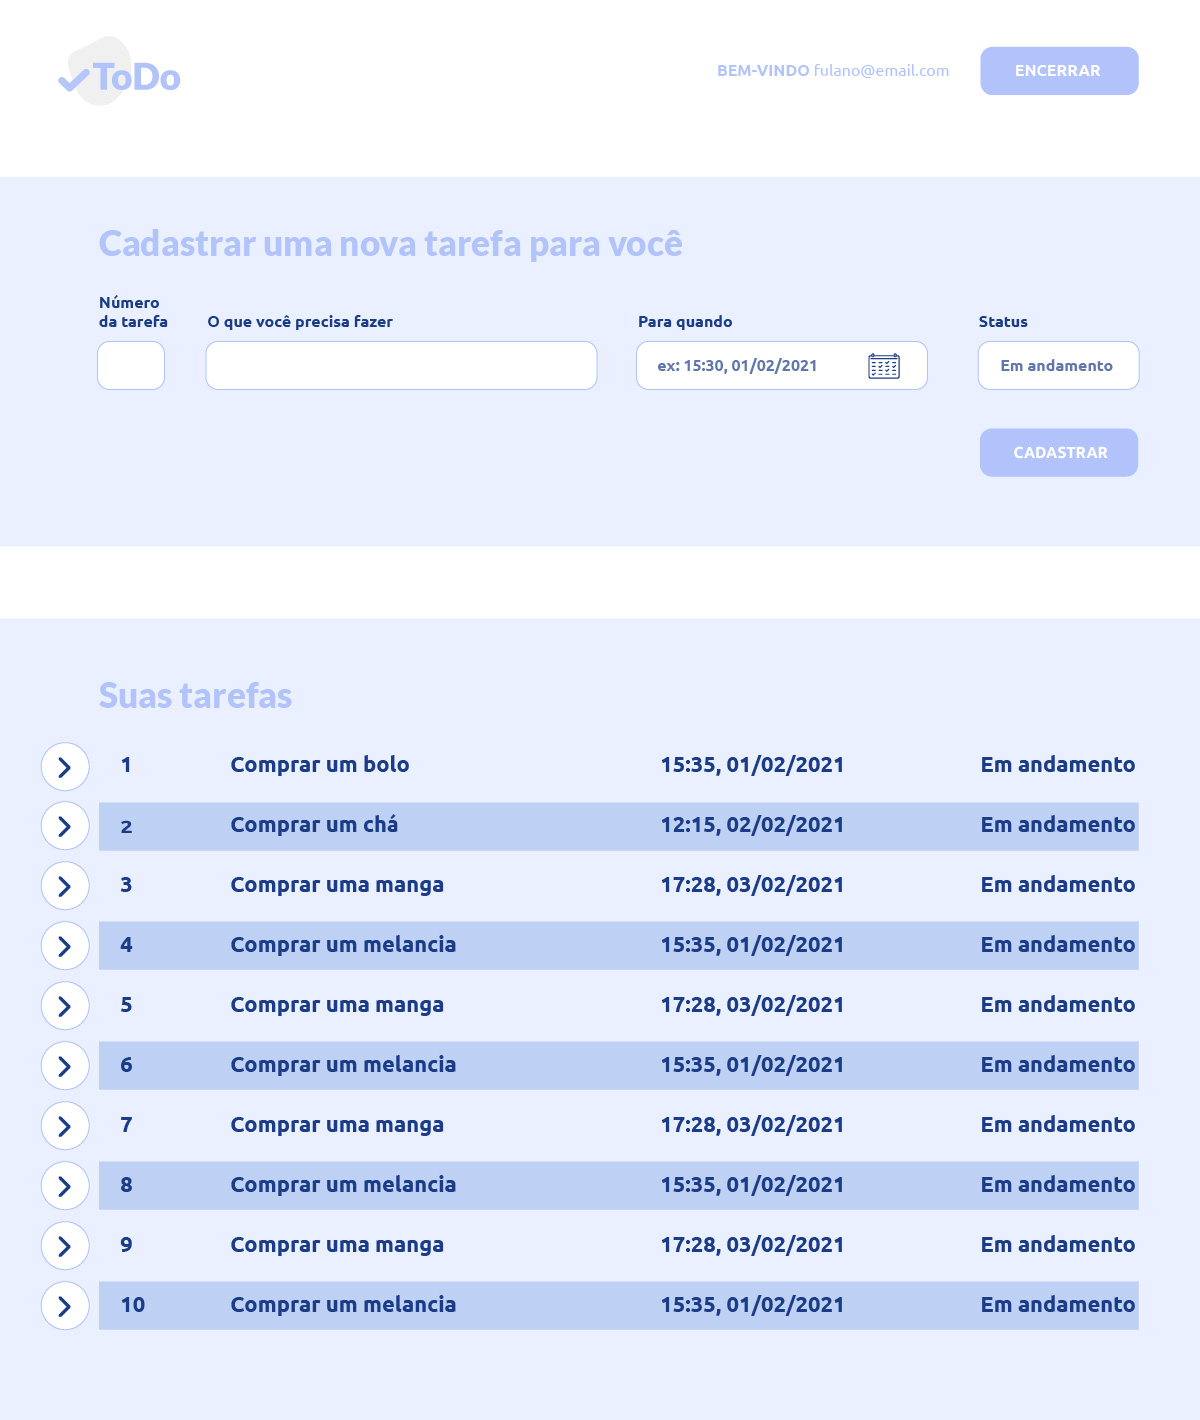 ToDo
BEM-VINDO fulano@email.com
ENCERRAR
Cadastrar uma nova tarefa para você
Número
da tarefa
O que você precisa fazer
Para quando
Status
ex: 15:30, 01/02/2021
Em andamento
CADASTRAR
Suas tarefas
1 Comprar um bolo 15:35, 01/02/2021 Em andamento
2 Comprar um chá 12:15, 02/02/2021 Em andamento
3 Comprar uma manga 17:28, 03/02/2021 Em andamento
4 Comprar um melancia 15:35, 01/02/2021 Em andamento
5 Comprar uma manga 17:28, 03/02/2021 Em andamento
6 Comprar um melancia 15:35, 01/02/2021 Em andamento
7 Comprar uma manga 17:28, 03/02/2021 Em andamento
8 Comprar um melancia 15:35, 01/02/2021 Em andamento
9 Comprar uma manga 17:28, 03/02/2021 Em andamento
10 Comprar um melancia 15:35, 01/02/2021 Em andamento